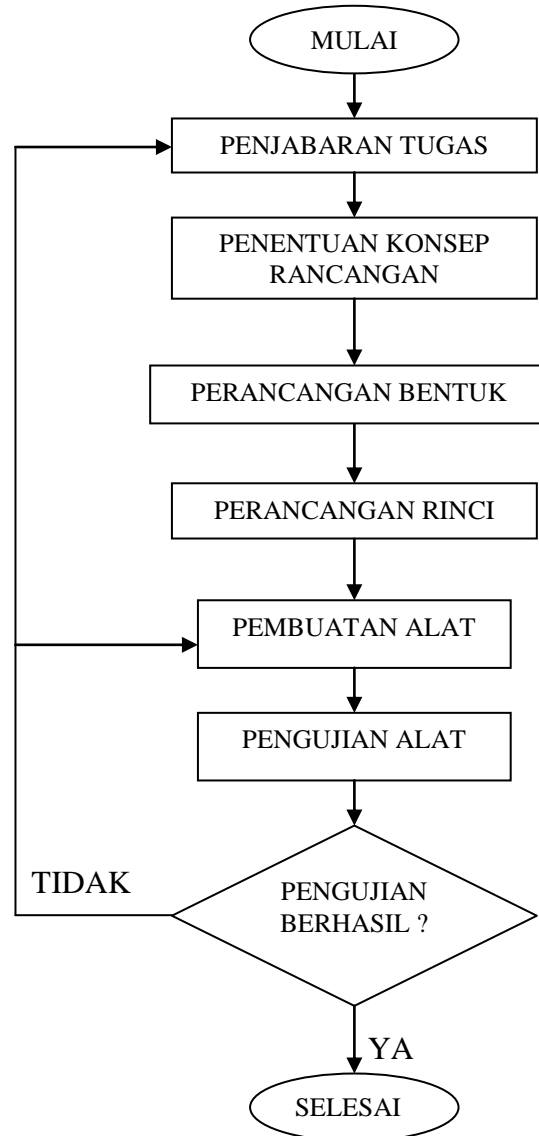 MULAI
PENJABARAN TUGAS
PENENTUAN KONSEP
RANCANGAN
PERANCANGAN BENTUK
PERANCANGAN RINCI
PEMBUATAN ALAT
PENGUJIAN ALAT
TIDAK
PENGUJIAN
BERHASIL ?
YA
SELESAI